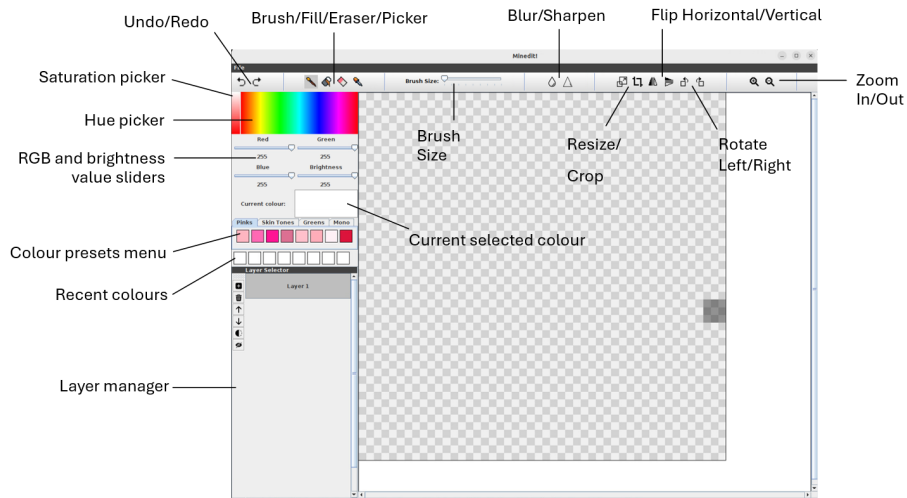 Blur/Sharpen
Flip Horizontal/Vertical
Undo/Redo
Brush/Fill/Eraser/Picker
Minedit!
File
Saturation picker
Brush Size:
Zoom
In/Out
Hue picker
Brush
Size
Resize/
Crop
Rotate
Left/Right
Red
Green
255
255
RGB and brightness
value sliders
Blue
Brightness
255
255
Current colour:
Pinks
Skin Tones
Greens
Mono
Colour presets menu
Current selected colour
Recent colours
Layer Selector
Layer 1
Layer manager